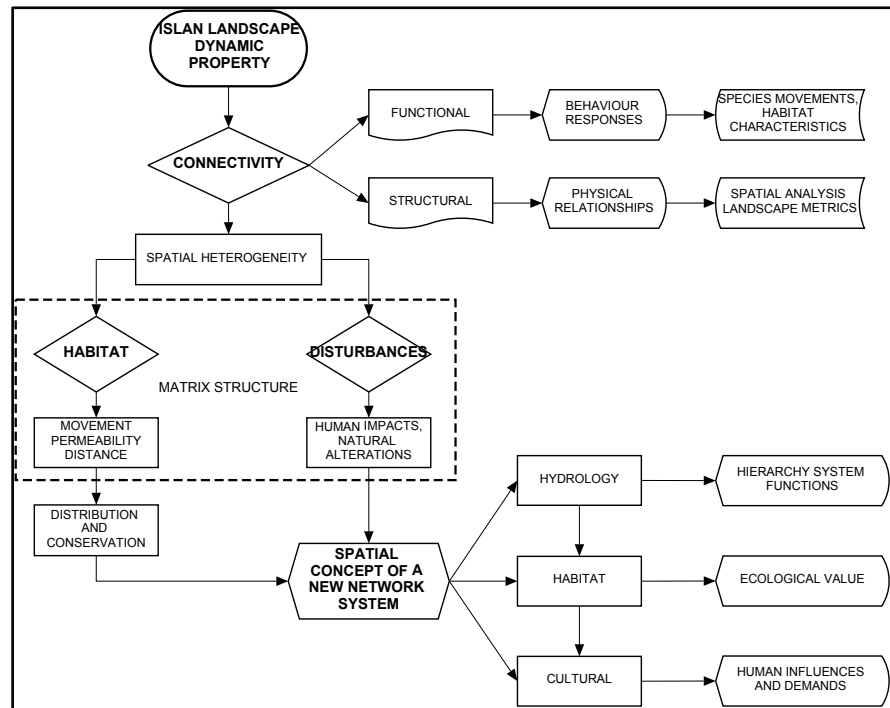 ISLAN LANDSCAPE
DYNAMIC
PROPERTY
FUNCTIONAL
BEHAVIOUR
RESPONSES
SPECIES MOVEMENTS,
HABITAT
CHARACTERISTICS
CONNECTIVITY
STRUCTURAL
PHYSICAL
RELATIONSHIPS
SPATIAL ANALYSIS
LANDSCAPE METRICS
SPATIAL HETEROGENEITY
HABITAT
DISTURBANCES
MATRIX STRUCTURE
MOVEMENT
PERMEABILITY
DISTANCE
HUMAN IMPACTS,
NATURAL
ALTERATIONS
DISTRIBUTION
AND
CONSERVATION
SPATIAL
CONCEPT OF A
NEW NETWORK
SYSTEM
HYDROLOGY
HIERARCHY SYSTEM
FUNCTIONS
HABITAT
ECOLOGICAL VALUE
CULTURAL
HUMAN INFLUENCES
AND DEMANDS